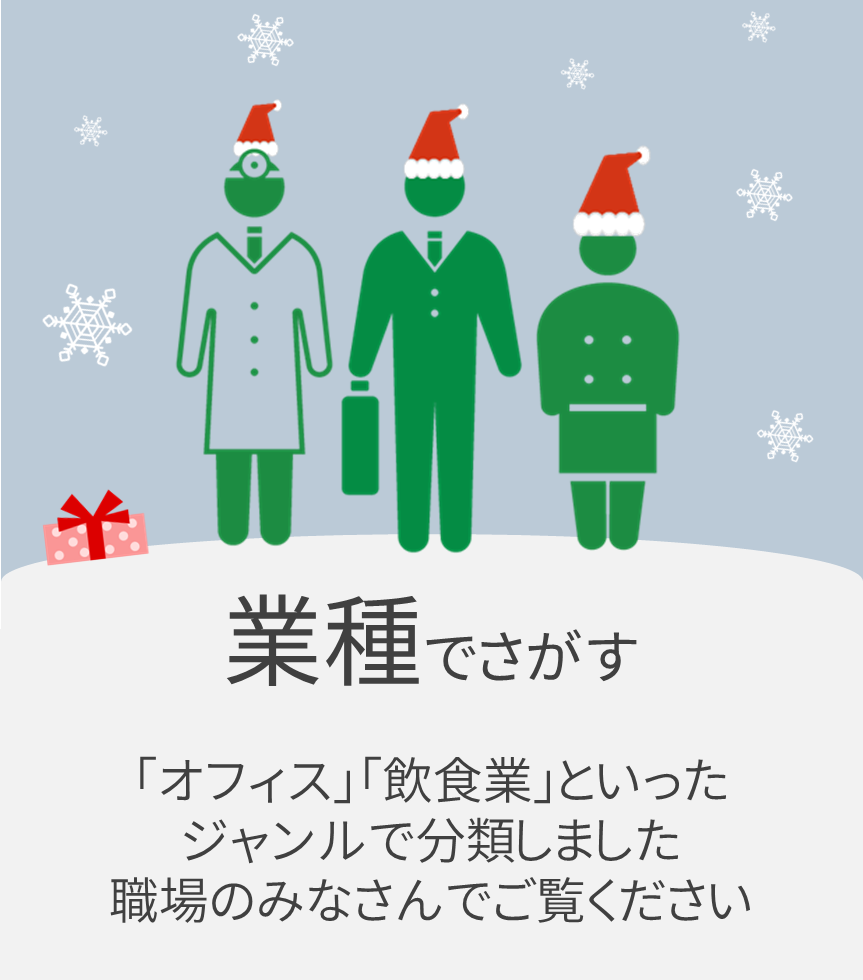 業種でさがす
「オフィス」「飲食業」といった
ジャンルで分類しました
職場のみなさんでご覧ください